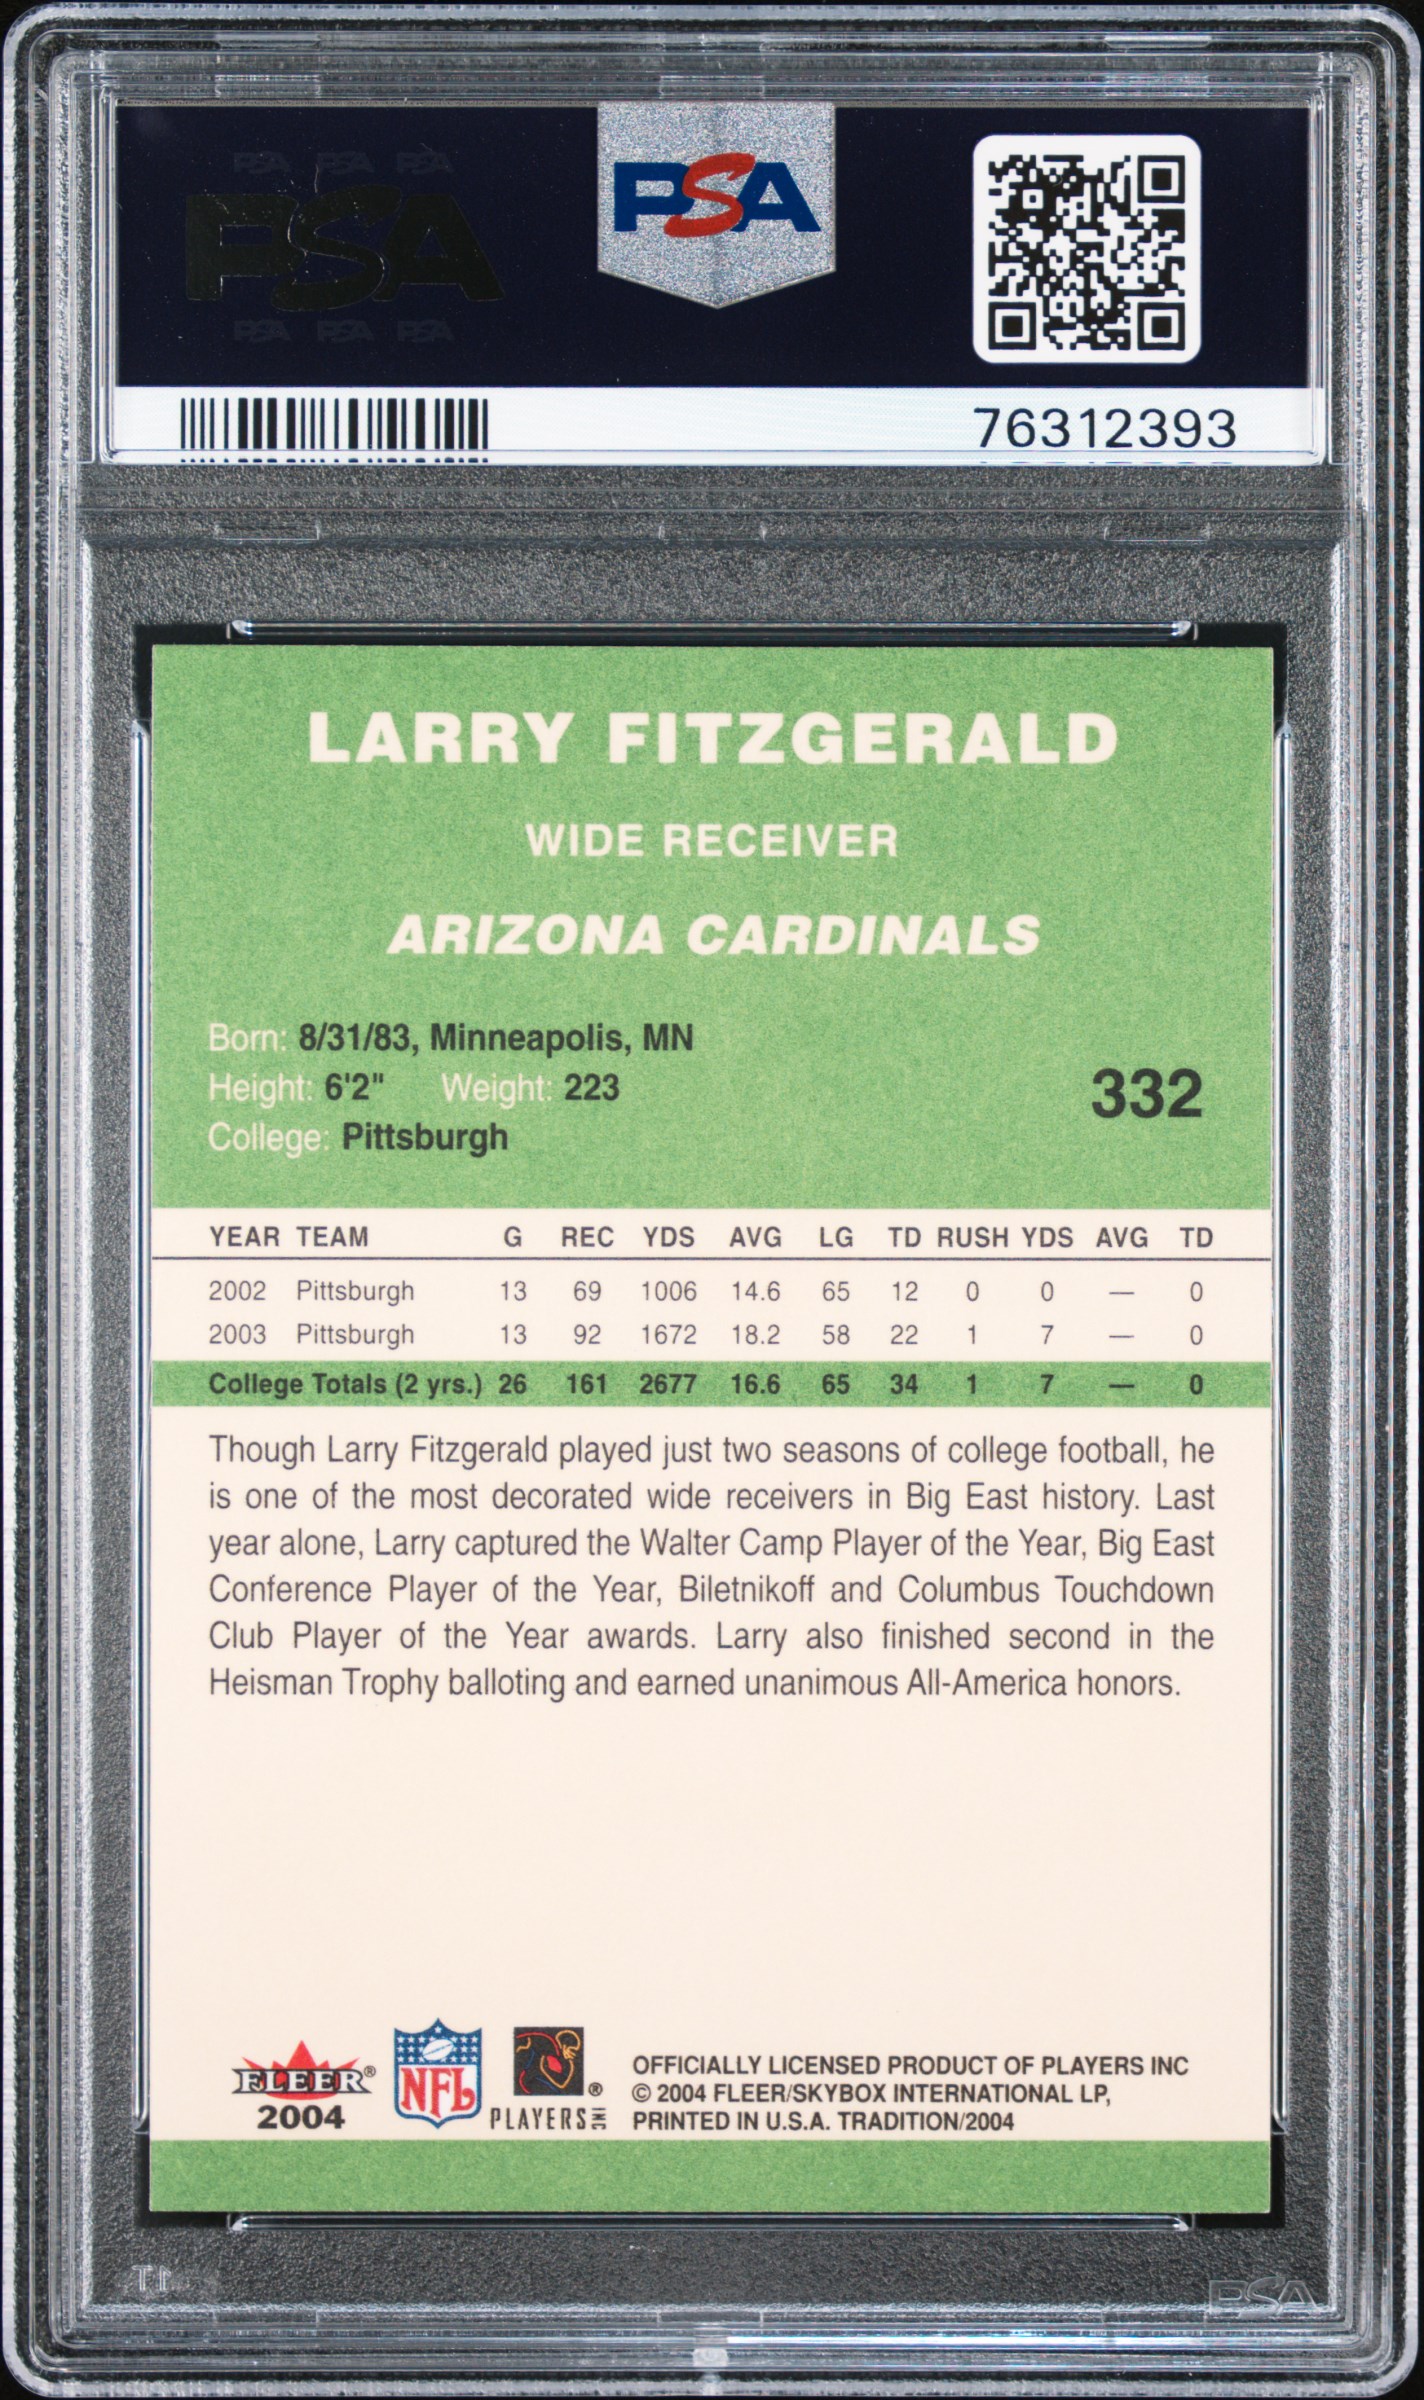 PSA PSA PSA
PSA
PSA PSA PSA
PSA
76312393
LARRY FITZGERALD
WIDE RECEIVER
ARIZONA CARDINALS
Born: 8/31/83, Minneapolis, MN
Height: 6'2" Weight: 223
College: Pittsburgh
332
YEAR TEAM G REC YDS AVG LG TD RUSH YDS AVG TD
2002 Pittsburgh 13 69 1006 14.6 65 12 0 0 — 0
2003 Pittsburgh 13 92 1672 18.2 58 22 1 7 — 0
College Totals (2 yrs.) 26 161 2677 16.6 65 34 1 7 — 0
Though Larry Fitzgerald played just two seasons of college football, he
is one of the most decorated wide receivers in Big East history. Last
year alone, Larry captured the Walter Camp Player of the Year, Big East
Conference Player of the Year, Biletnikoff and Columbus Touchdown
Club Player of the Year awards. Larry also finished second in the
Heisman Trophy balloting and earned unanimous All-America honors.
FLEER®
2004
NFL
®
PLAYERS INC
OFFICIALLY LICENSED PRODUCT OF PLAYERS INC
© 2004 FLEER/SKYBOX INTERNATIONAL LP,
PRINTED IN U.S.A. TRADITION/2004
PSA